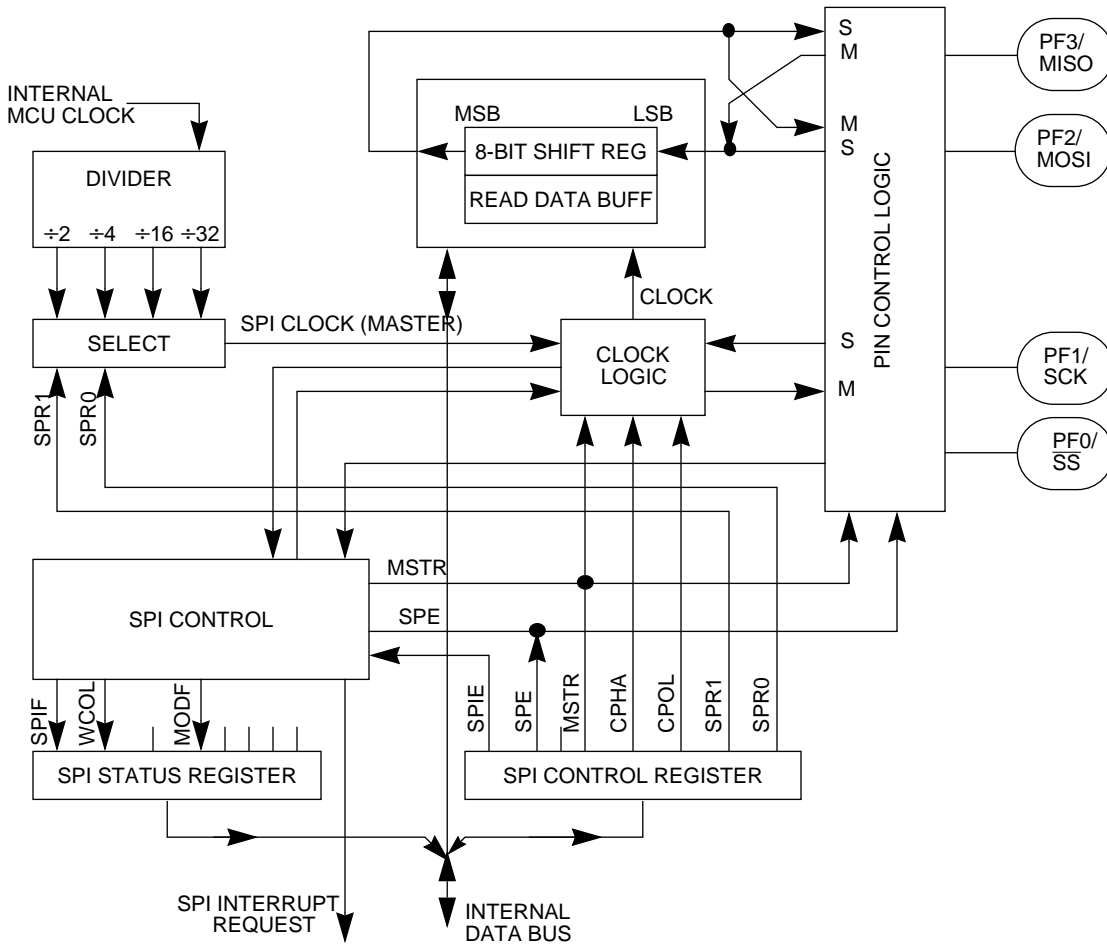 INTERNAL
MCU CLOCK
DIVIDER
÷2 ÷4 ÷16 ÷32
SELECT
SPR1
SPR0
SPI CLOCK (MASTER)
MSB LSB
8-BIT SHIFT REG
READ DATA BUFF
CLOCK
CLOCK
LOGIC
S
M
M
S
S
M
PIN CONTROL LOGIC
PF3/
MISO
PF2/
MOSI
PF1/
SCK
PF0/
SS
SPI CONTROL
MSTR
SPE
SPIF
WCOL
MODF
SPI STATUS REGISTER
SPIE
SPE
MSTR
CPHA
CPOL
SPR1
SPR0
SPI CONTROL REGISTER
SPI INTERRUPT
REQUEST
INTERNAL
DATA BUS